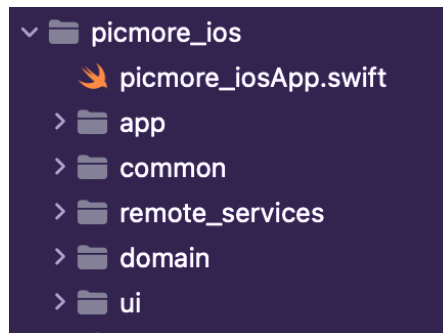 picmore_ios
picmore_iosApp.swift
app
common
remote_services
domain
ui